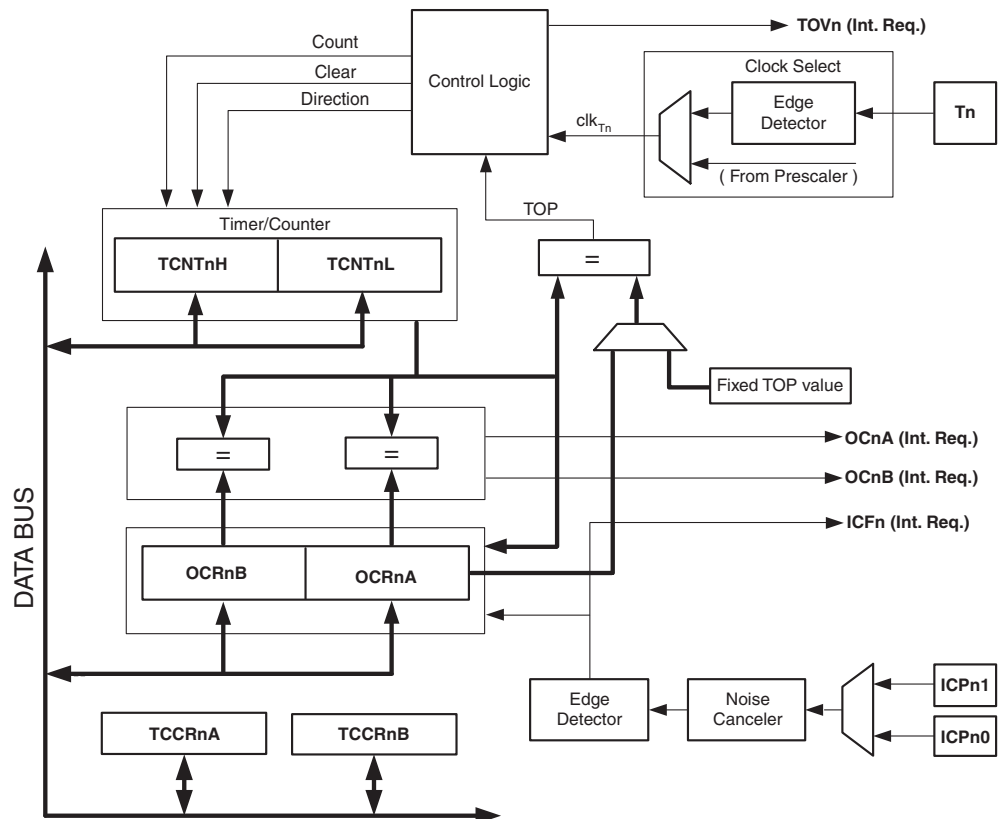 TOVn (Int. Req.)
Count
Clear
Direction
Control Logic
Clock Select
Edge
Detector
Tn
clkTn
( From Prescaler )
TOP
Timer/Counter
TCNTnH
TCNTnL
=
Fixed TOP value
=
=
OCnA (Int. Req.)
OCnB (Int. Req.)
ICFn (Int. Req.)
OCRnB
OCRnA
DATA BUS
Edge
Detector
Noise
Canceler
ICPn1
ICPn0
TCCRnA
TCCRnB